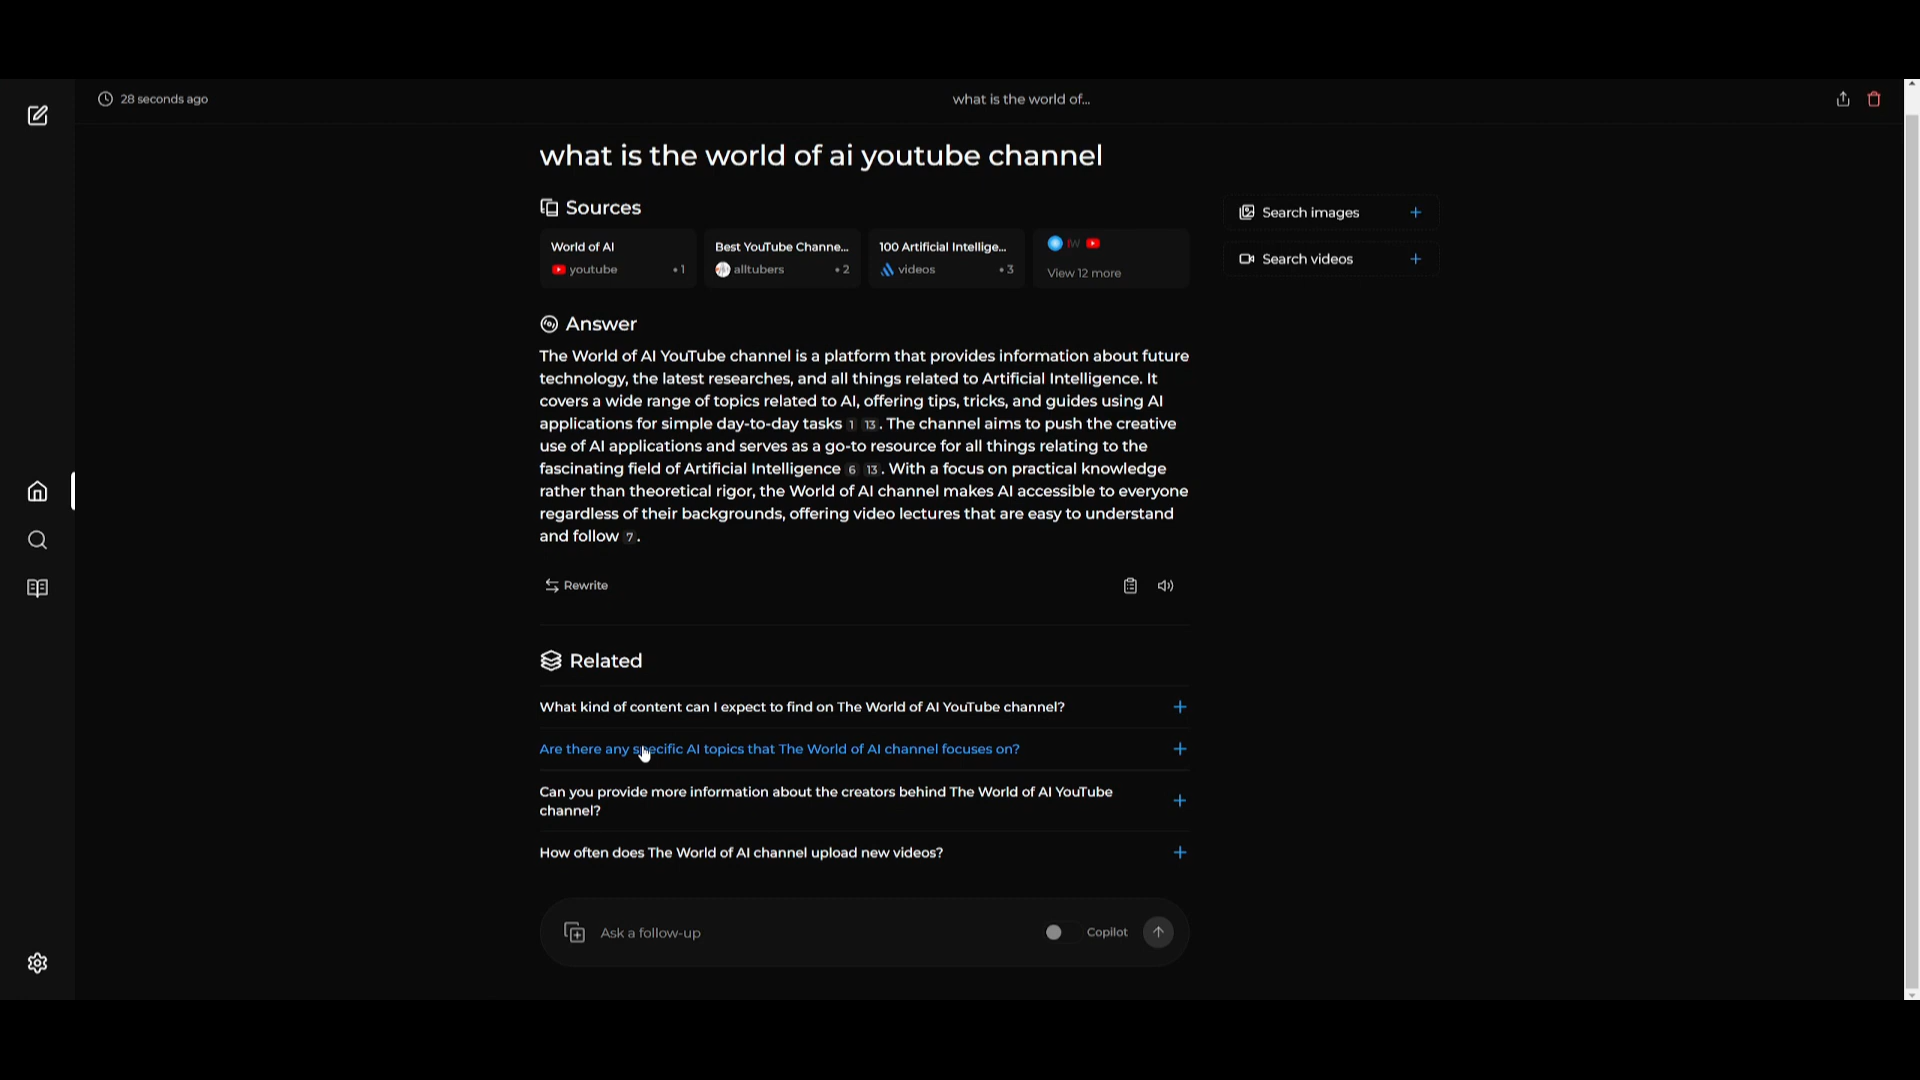 28 seconds ago
what is the world of...
what is the world of ai youtube channel
Sources
World of AI
youtube
• 1
Best YouTube Channe...
alltubers
• 2
100 Artificial Intellige...
videos
• 3
IW
View 12 more
Search images
Search videos
Answer
The World of AI YouTube channel is a platform that provides information about future
technology, the latest researches, and all things related to Artificial Intelligence. It
covers a wide range of topics related to AI, offering tips, tricks, and guides using AI
applications for simple day-to-day tasks 1 13 . The channel aims to push the creative
use of AI applications and serves as a go-to resource for all things relating to the
fascinating field of Artificial Intelligence 6 13 . With a focus on practical knowledge
rather than theoretical rigor, the World of AI channel makes AI accessible to everyone
regardless of their backgrounds, offering video lectures that are easy to understand
and follow 7 .
Rewrite
Related
What kind of content can I expect to find on The World of AI YouTube channel?
Are there any specific AI topics that The World of AI channel focuses on?
Can you provide more information about the creators behind The World of AI YouTube
channel?
How often does The World of AI channel upload new videos?
Ask a follow-up
Copilot